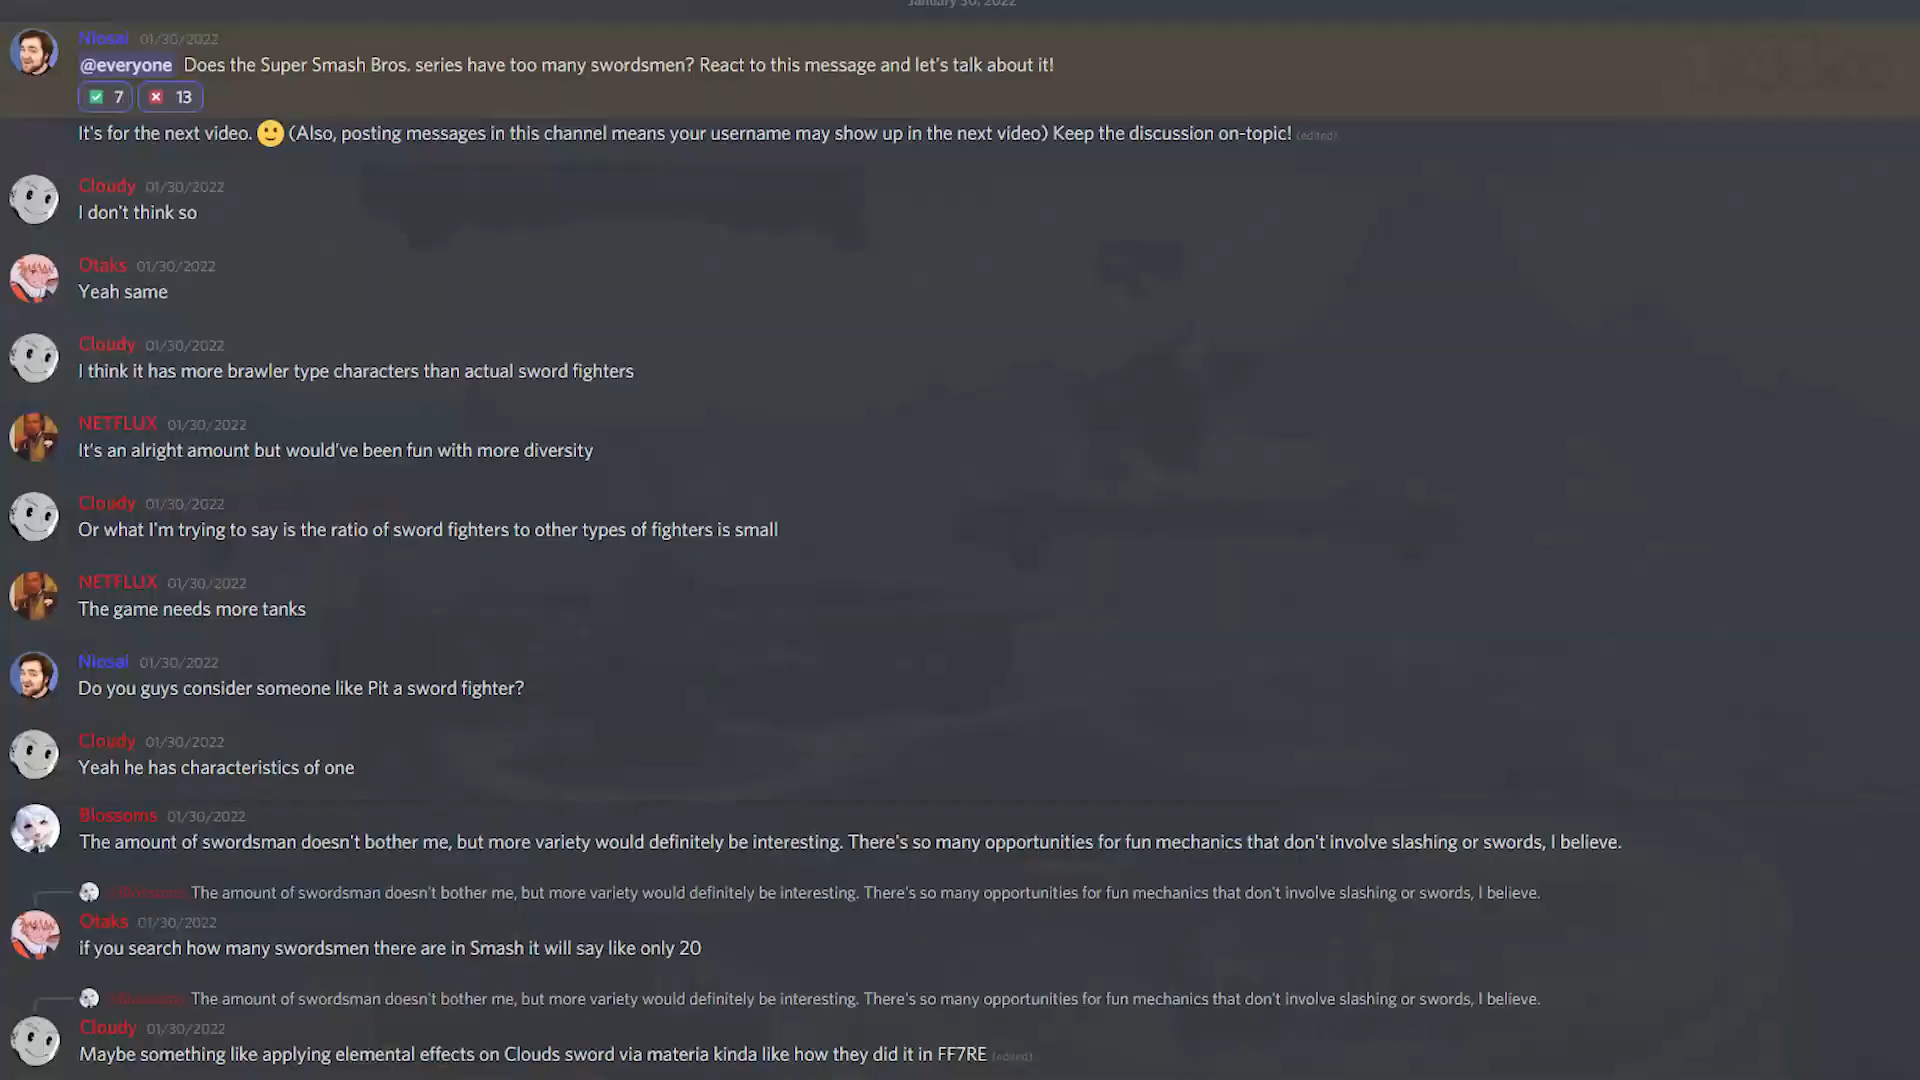 January 30, 2022
Niosai 01/30/2022
@everyone Does the Super Smash Bros. series have too many swordsmen? React to this message and let's talk about it!
7 13
It's for the next video. (Also, posting messages in this channel means your username may show up in the next video) Keep the discussion on-topic! (edited)
Cloudy 01/30/2022
I don't think so
Otaks 01/30/2022
Yeah same
Cloudy 01/30/2022
I think it has more brawler type characters than actual sword fighters
NETFLUX 01/30/2022
It's an alright amount but would've been fun with more diversity
Cloudy 01/30/2022
Or what I'm trying to say is the ratio of sword fighters to other types of fighters is small
NETFLUX 01/30/2022
The game needs more tanks
Niosai 01/30/2022
Do you guys consider someone like Pit a sword fighter?
Cloudy 01/30/2022
Yeah he has characteristics of one
Blossoms 01/30/2022
The amount of swordsman doesn't bother me, but more variety would definitely be interesting. There's so many opportunities for fun mechanics that don't involve slashing or swords, I believe.
Blossoms The amount of swordsman doesn't bother me, but more variety would definitely be interesting. There's so many opportunities for fun mechanics that don't involve slashing or swords, I believe.
Otaks 01/30/2022
if you search how many swordsmen there are in Smash it will say like only 20
Blossoms The amount of swordsman doesn't bother me, but more variety would definitely be interesting. There's so many opportunities for fun mechanics that don't involve slashing or swords, I believe.
Cloudy 01/30/2022
Maybe something like applying elemental effects on Clouds sword via materia kinda like how they did it in FF7RE (edited)